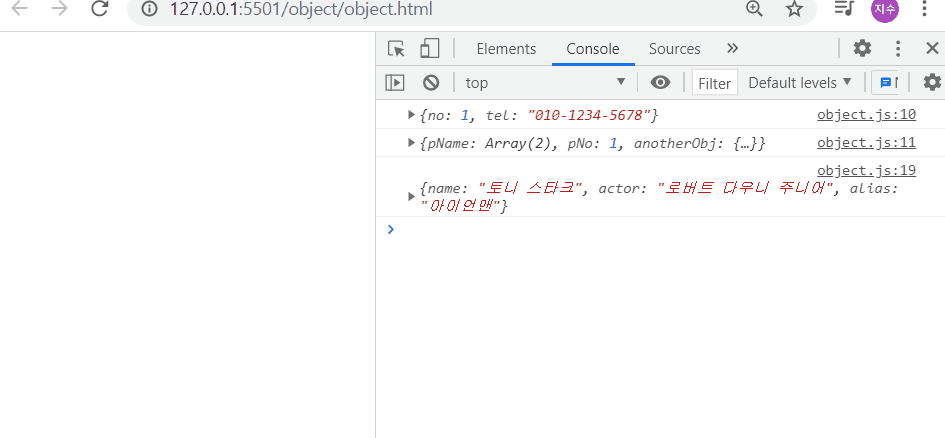 127.0.0.1:5501/object/object.html
지수
Elements Console Sources
top Filter Default levels
{no: 1, tel: "010-1234-5678"} object.js:10
{pName: Array(2), pNo: 1, anotherObj: {…}} object.js:11
object.js:19
{name: "토니 스타크", actor: "로버트 다우니 주니어", alias:
"아이언맨"}